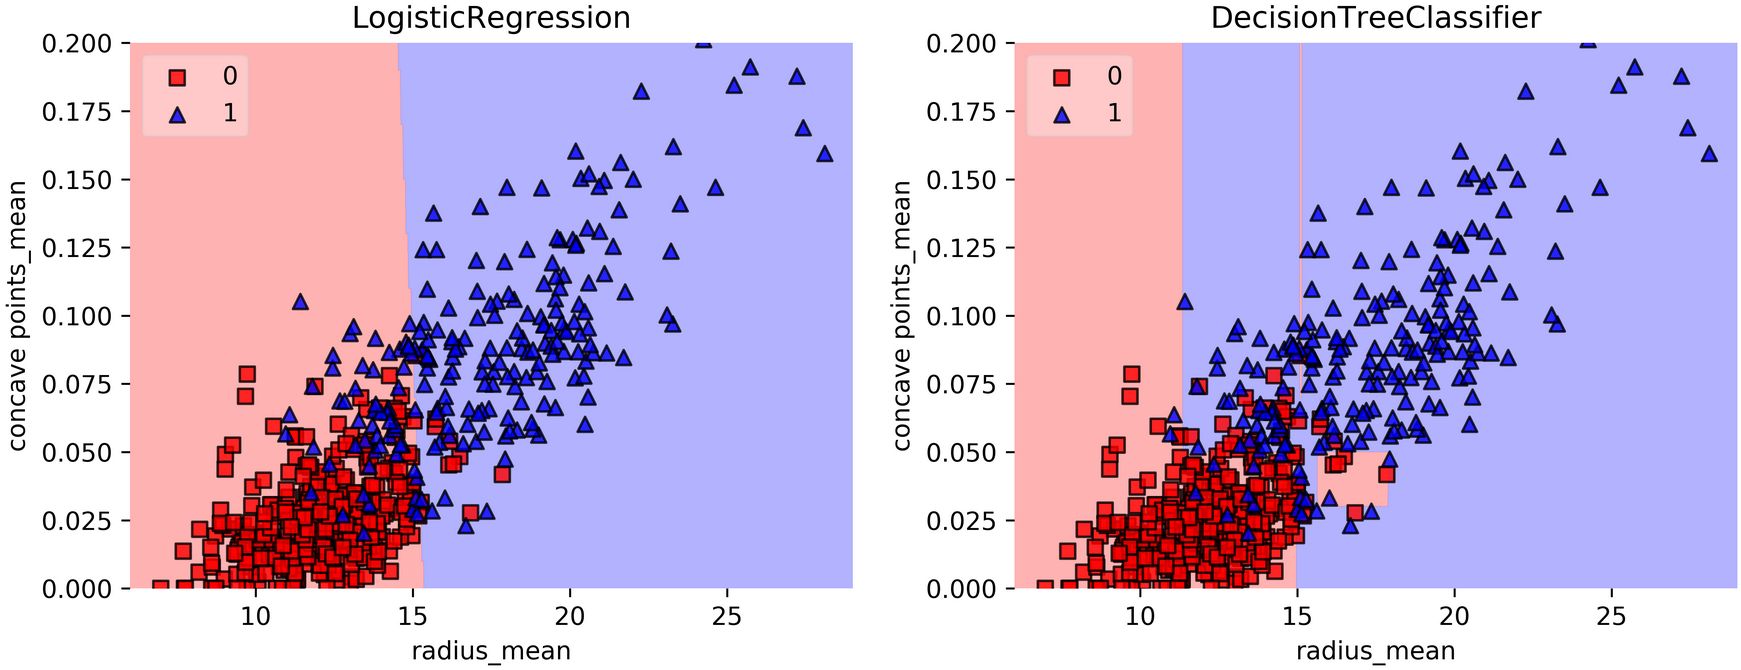 LogisticRegression
0.200
0.175
0.150
0.125
0.100
0.075
0.050
0.025
0.000
concave points_mean
0
1
10 15 20 25
radius_mean
DecisionTreeClassifier
0.200
0.175
0.150
0.125
0.100
0.075
0.050
0.025
0.000
concave points_mean
0
1
10 15 20 25
radius_mean